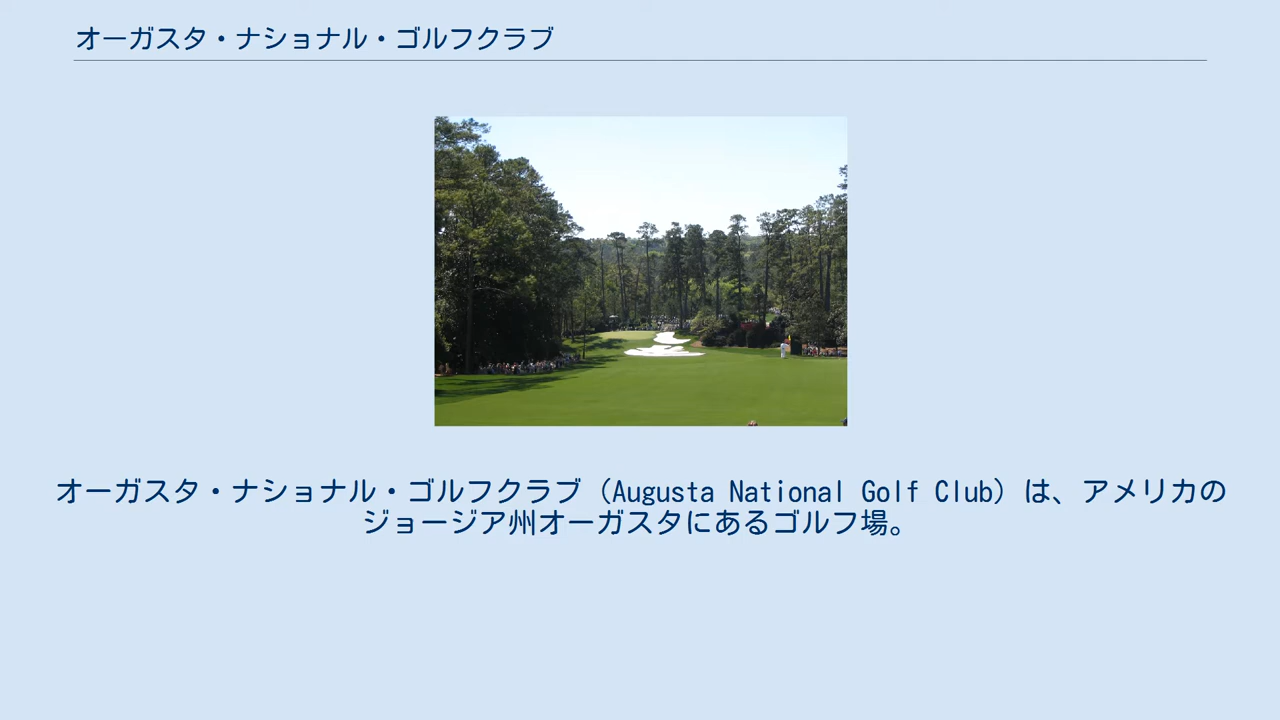 オーガスタ・ナショナル・ゴルフクラブ
オーガスタ・ナショナル・ゴルフクラブ（Augusta National Golf Club）は、アメリカの
ジョージア州オーガスタにあるゴルフ場。